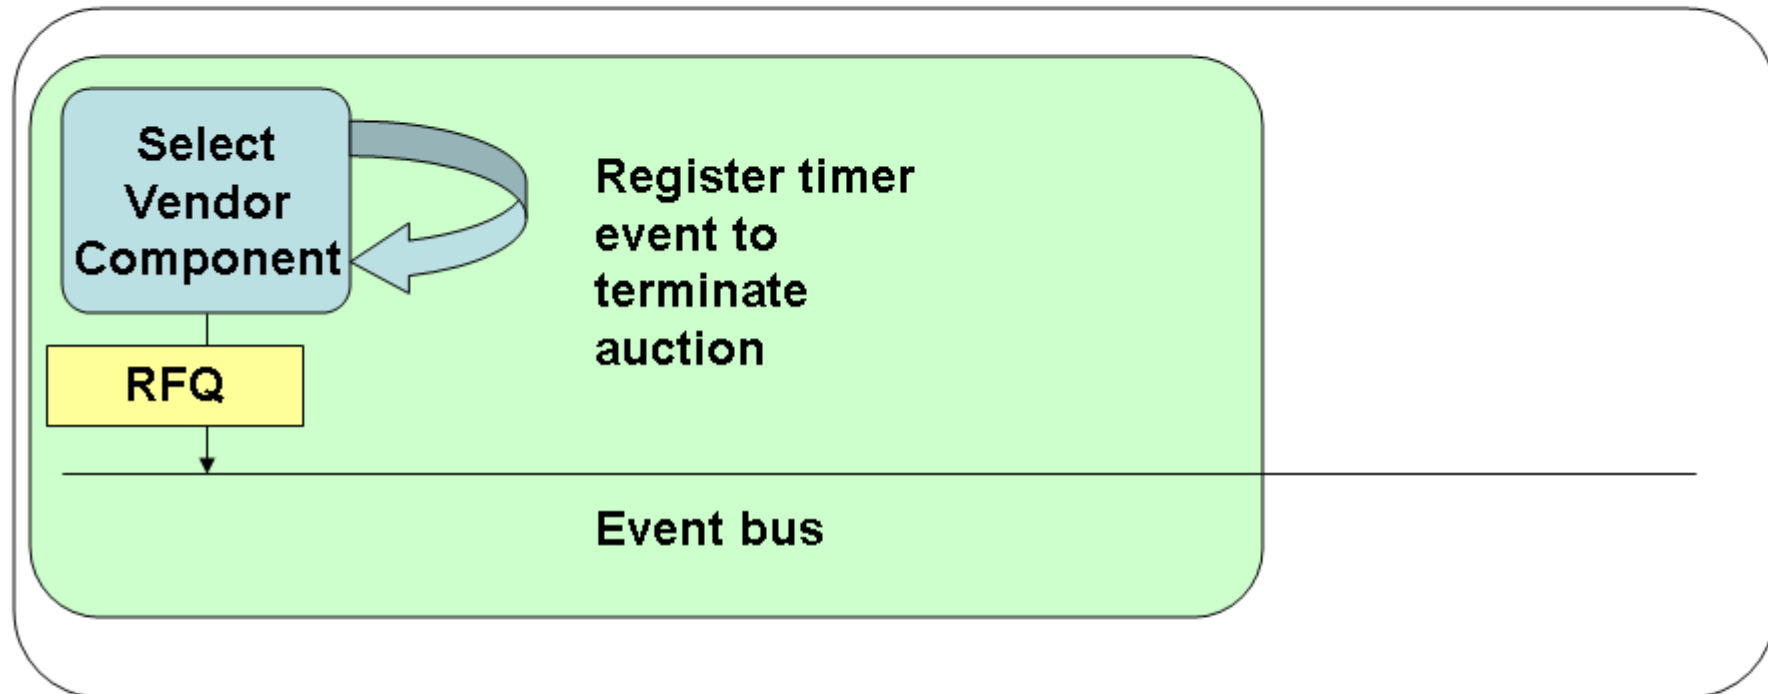 Select
Vendor
Component
Register timer
event to
terminate
auction
RFQ
Event bus